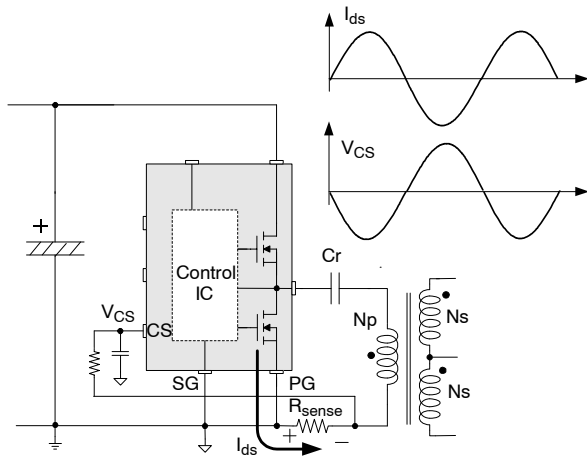 Ids
VCS
+
Control
IC
Cr
VCS
CS
Np
Ns
Ns
SG
PG
Rsense
+
−
Ids